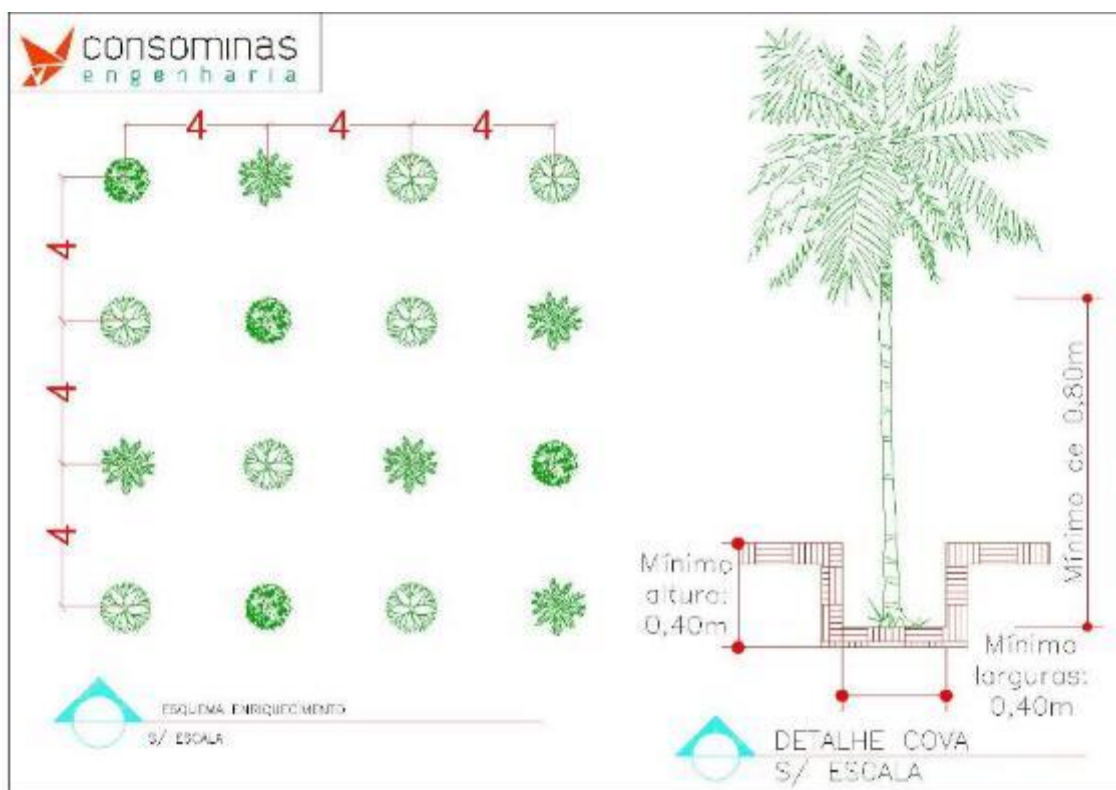 consominas
engenharia
4 4 4
4
4
4
ESQUEMA ENRIQUECIMENTO
S/ ESCALA
Mínimo de 0,80m
Mínimo
altura:
0,40m
Mínimo
larguras:
0,40m
DETALHE COVA
S/ ESCALA